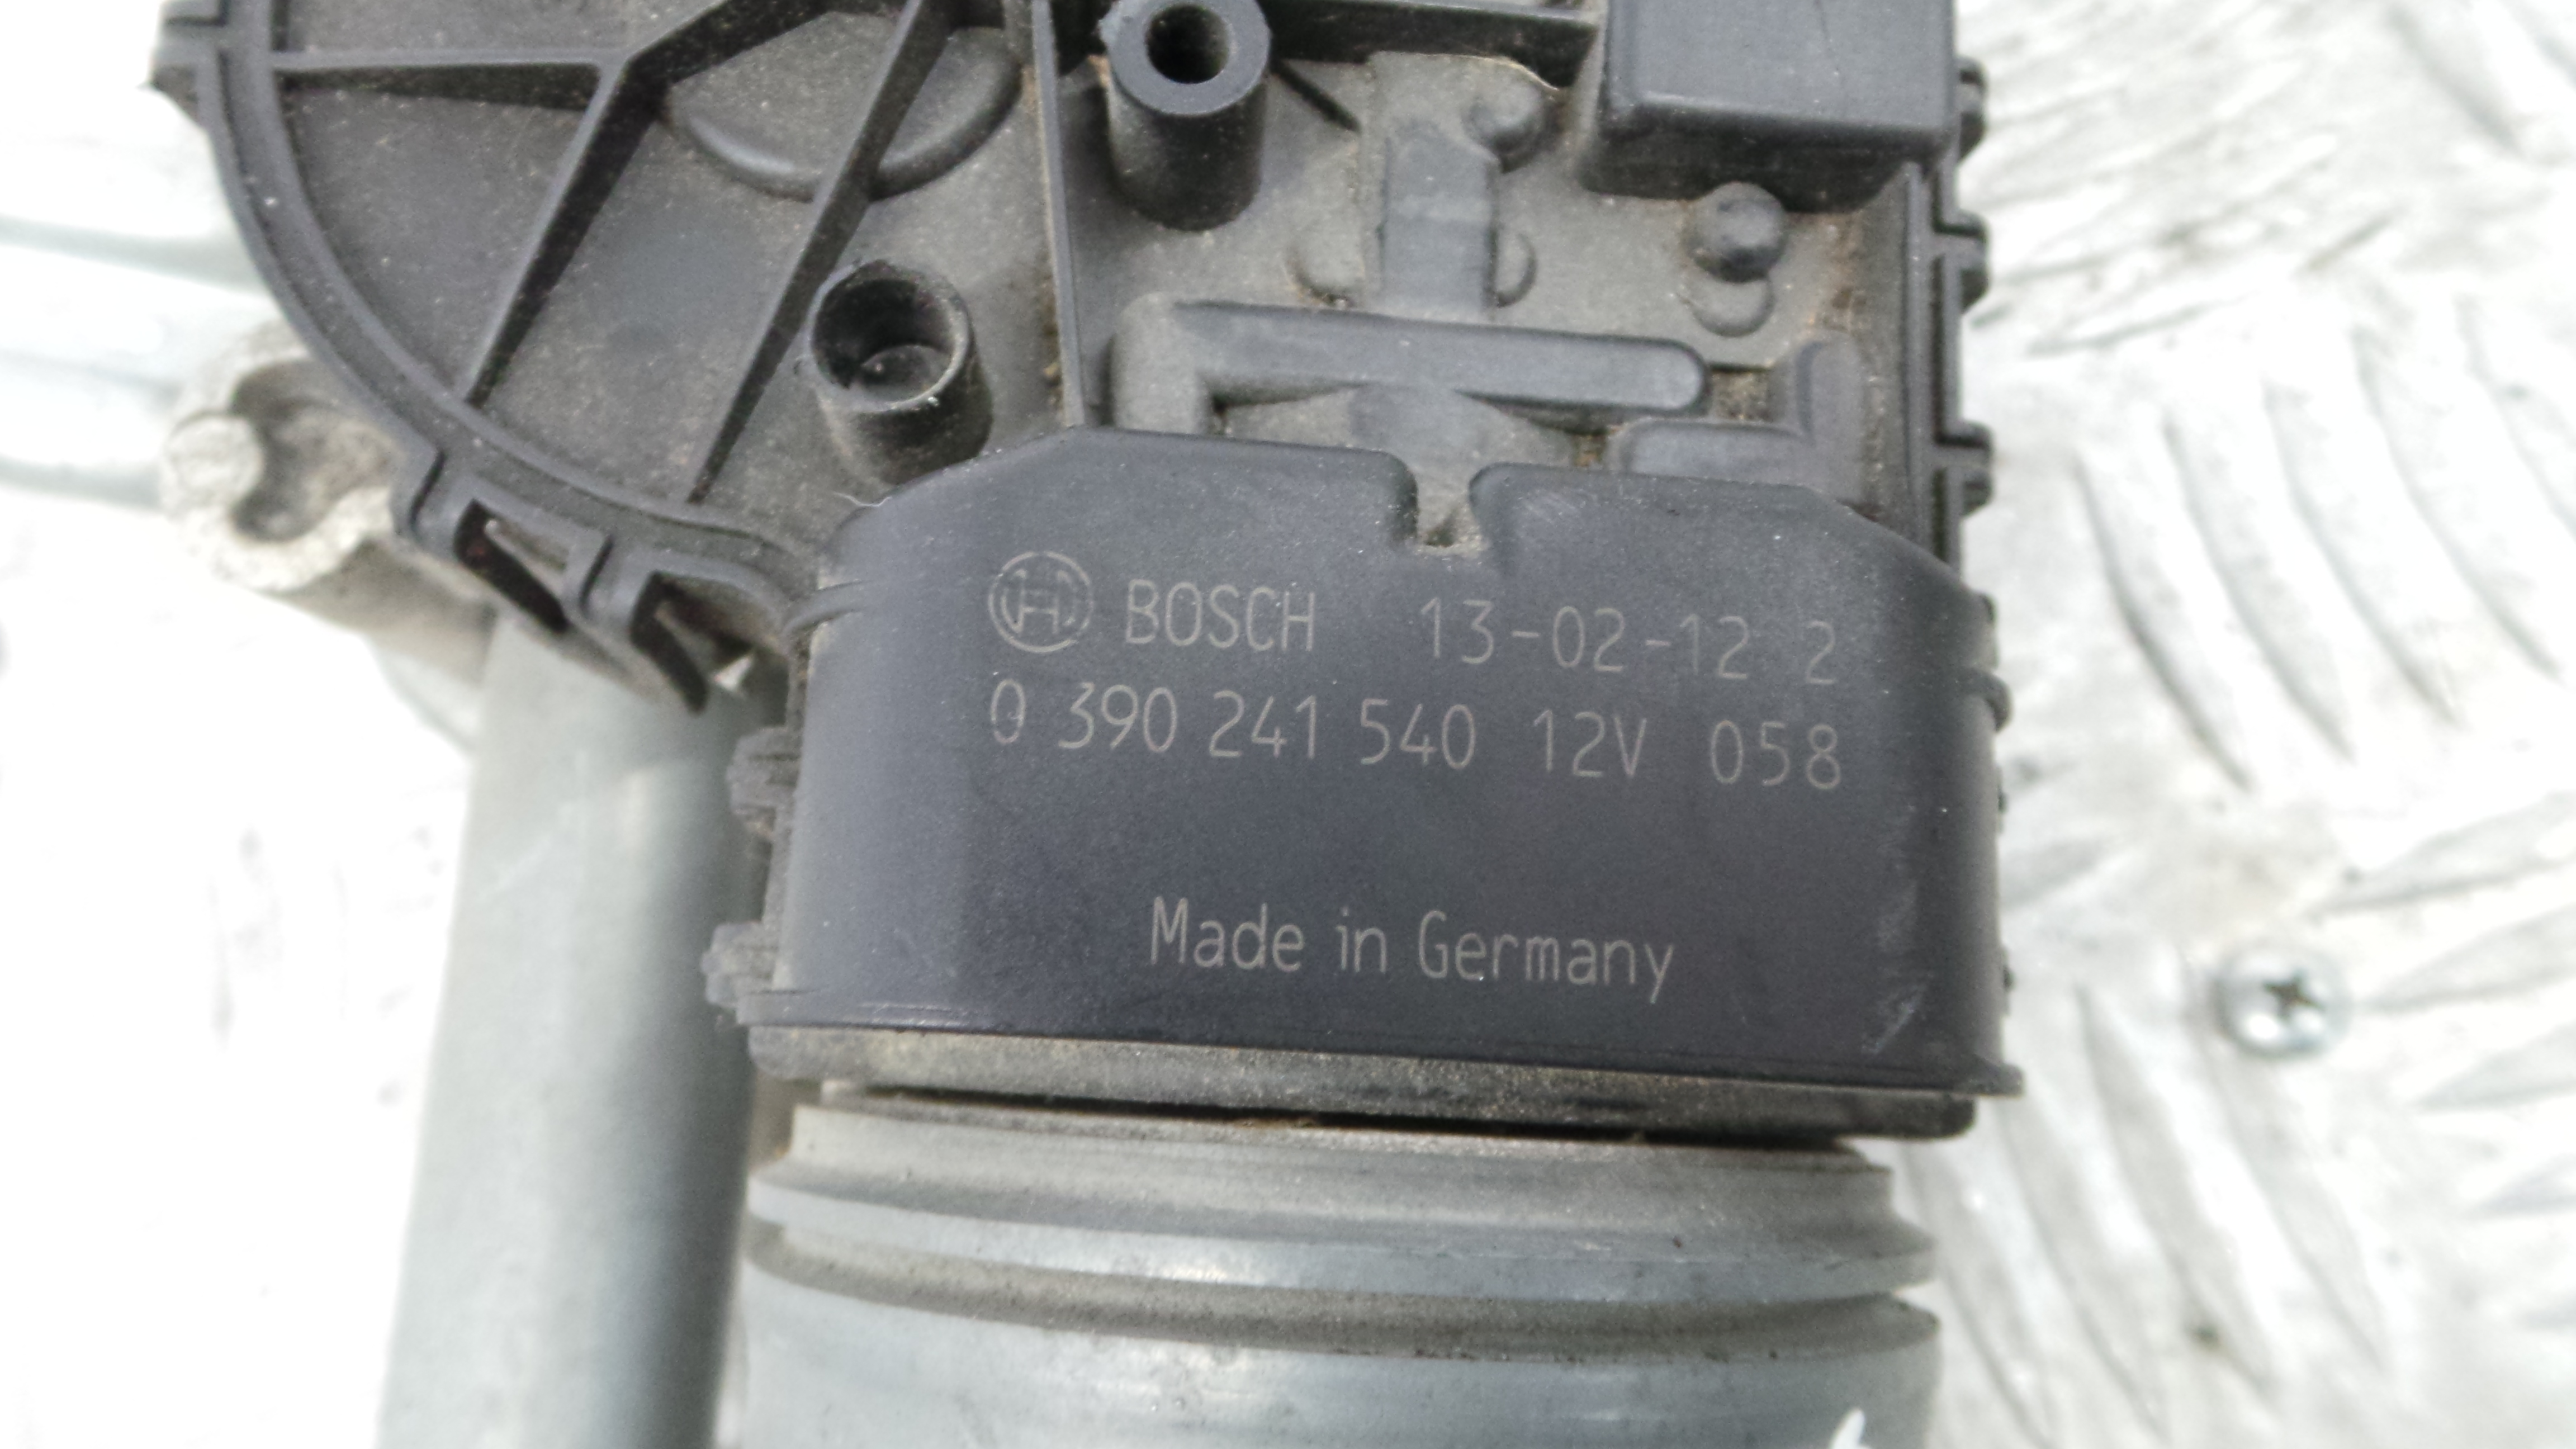 BOSCH 13-02-12 2
0 390 241 540 12V 058
Made in Germany